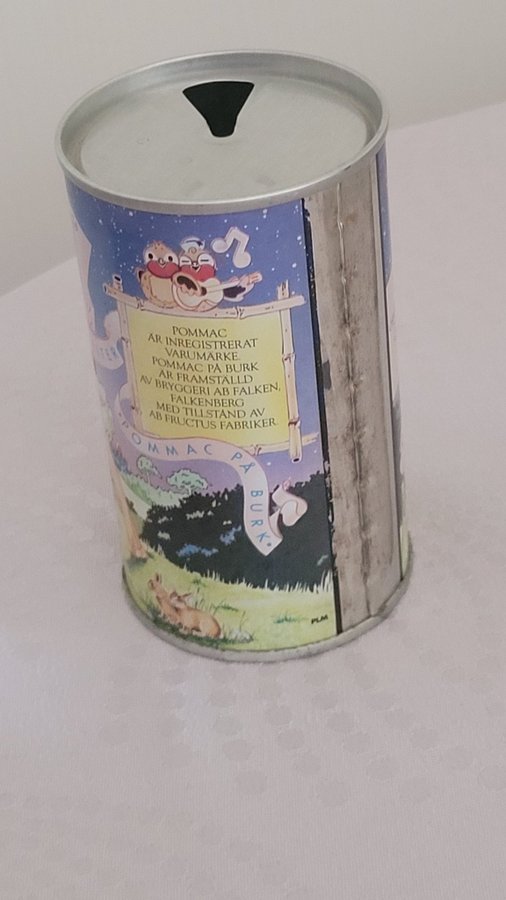 POMMAC
ÄR INREGISTRERAT
VARUMÄRKE.
POMMAC PÅ BURK
ÄR FRAMSTÄLLD
AV BRYGGERI AB FALKEN,
FALKENBERG
MED TILLSTÅND AV
AB FRUCTUS FABRIKER.
POMMAC PÅ BURK
PLM